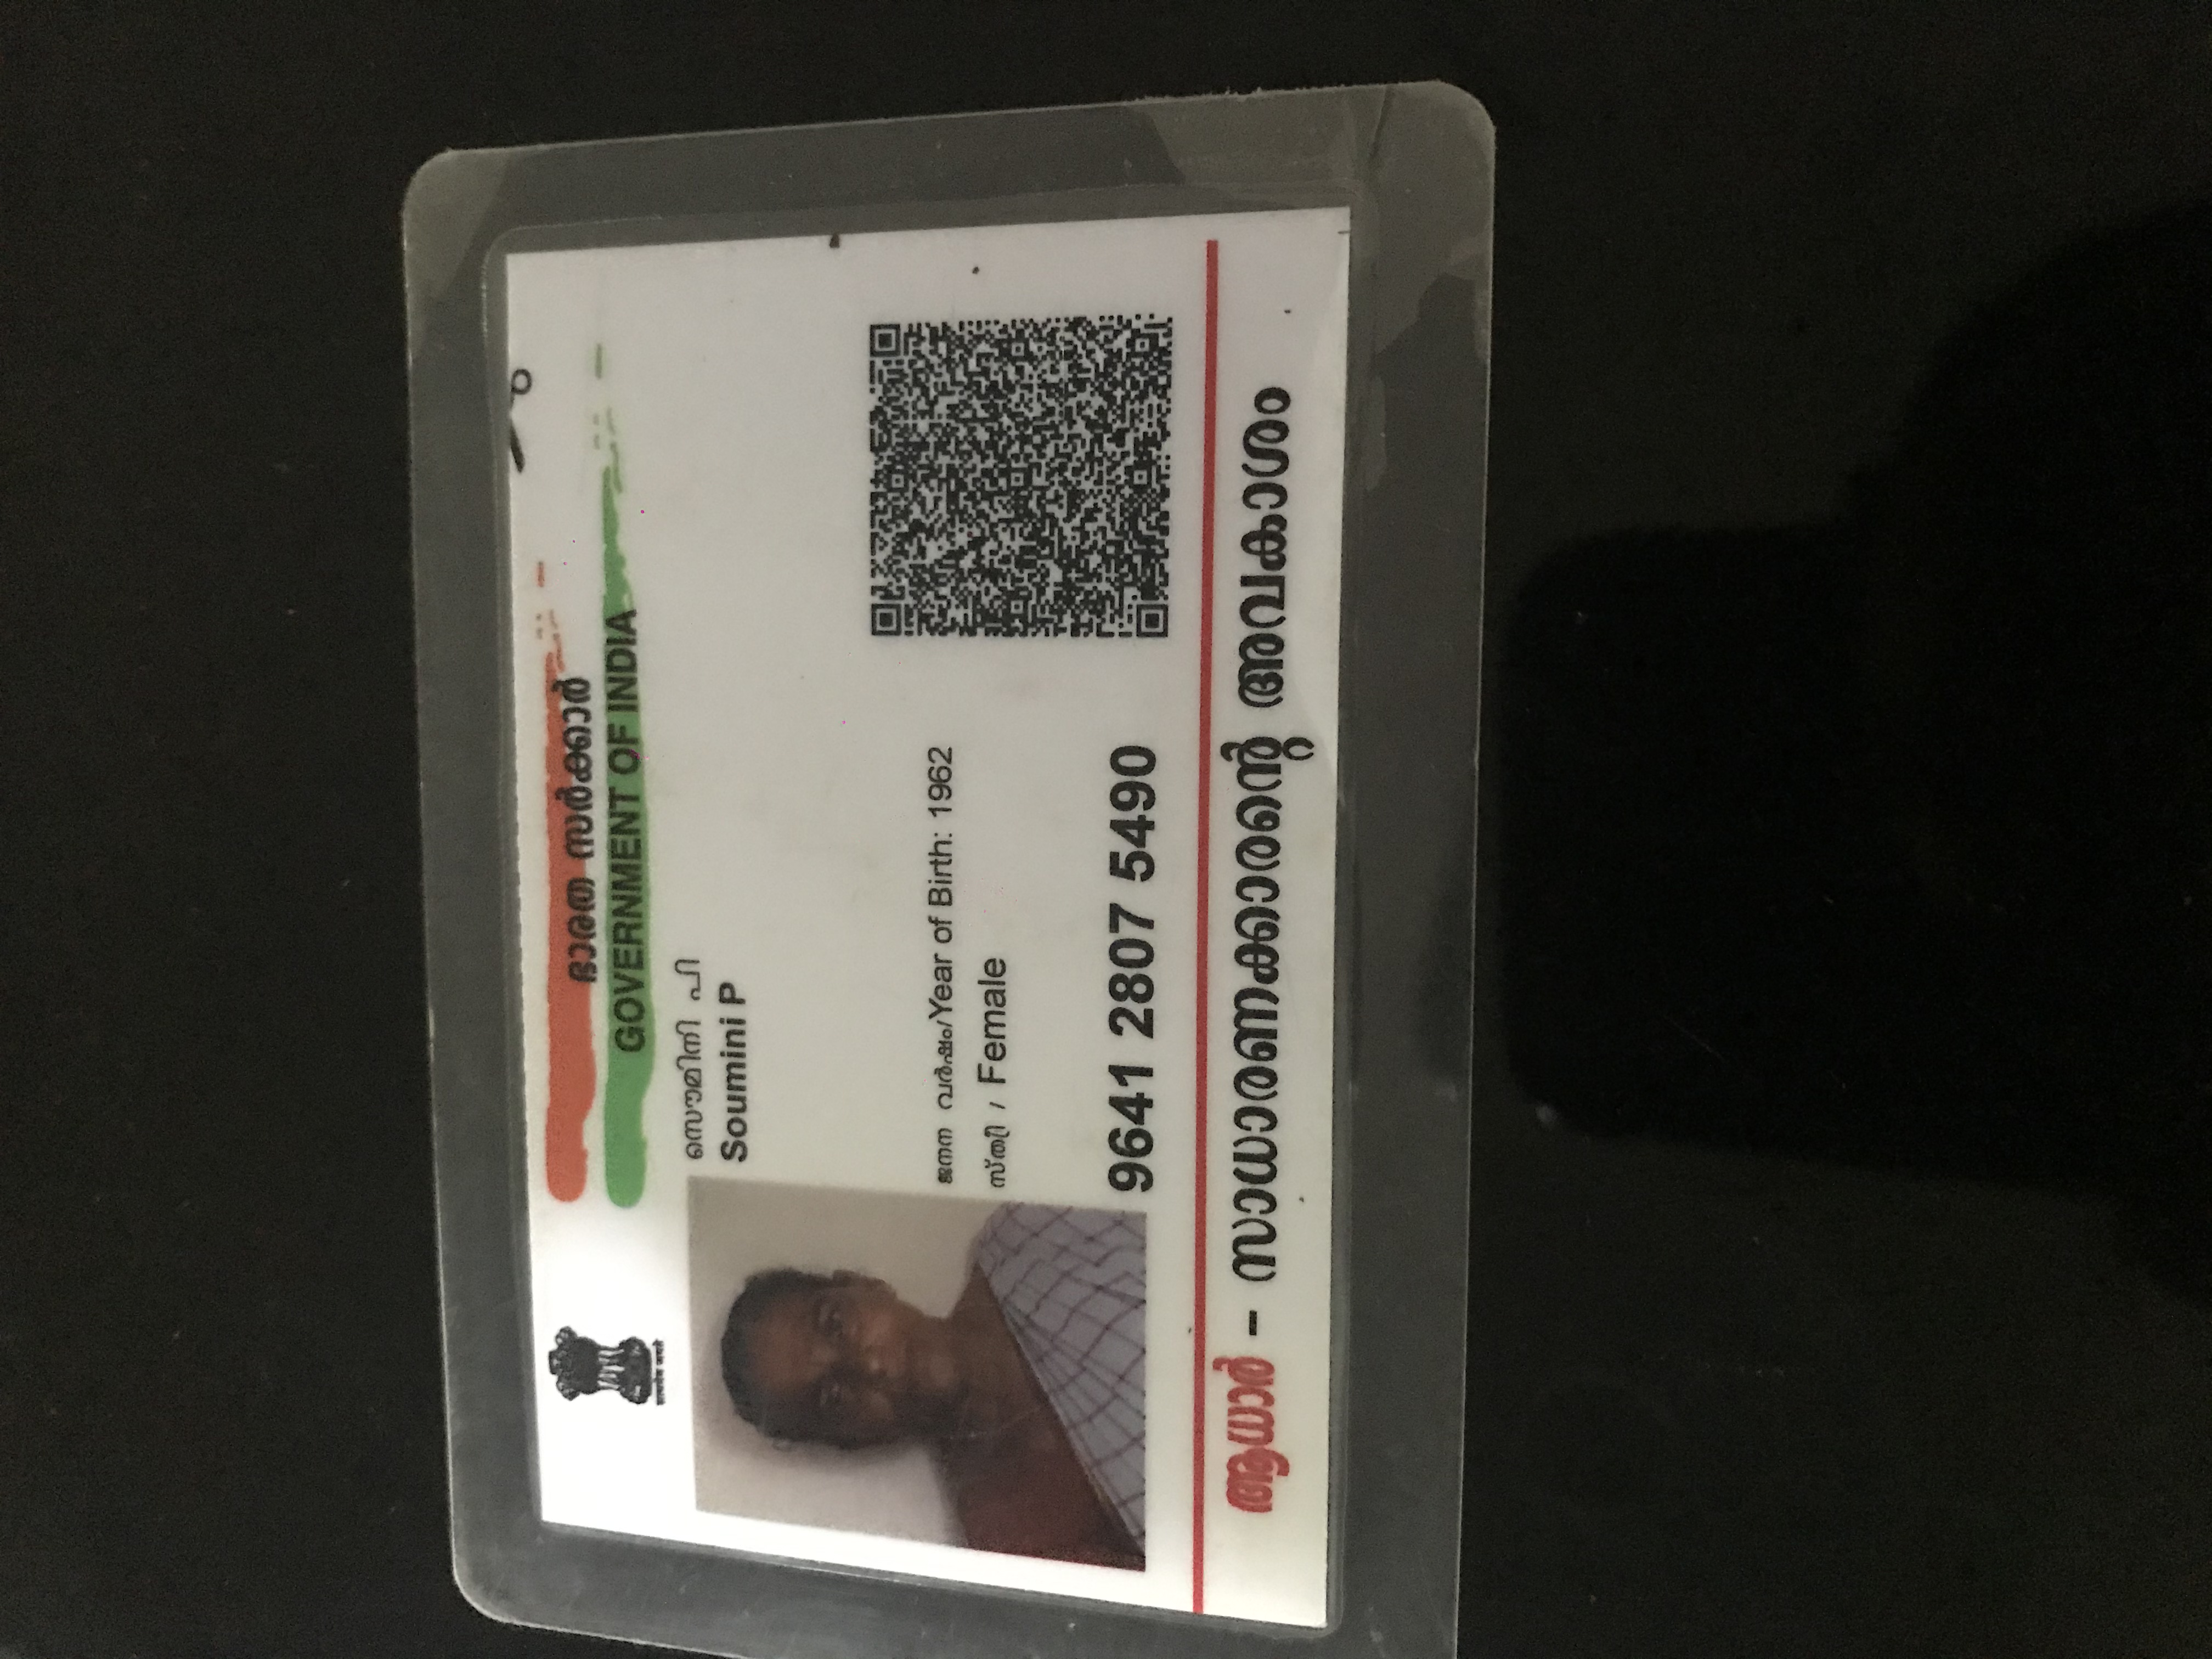 ഭാരത സർക്കാർ
GOVERNMENT OF INDIA
सत्यमेव जयते
സൌമിനി പി
Soumini P
ജനന വർഷം/Year of Birth: 1962
സ്ത്രീ / Female
9641 2807 5490
ആധാർ - സാധാരണക്കാരന്റെ അവകാശം